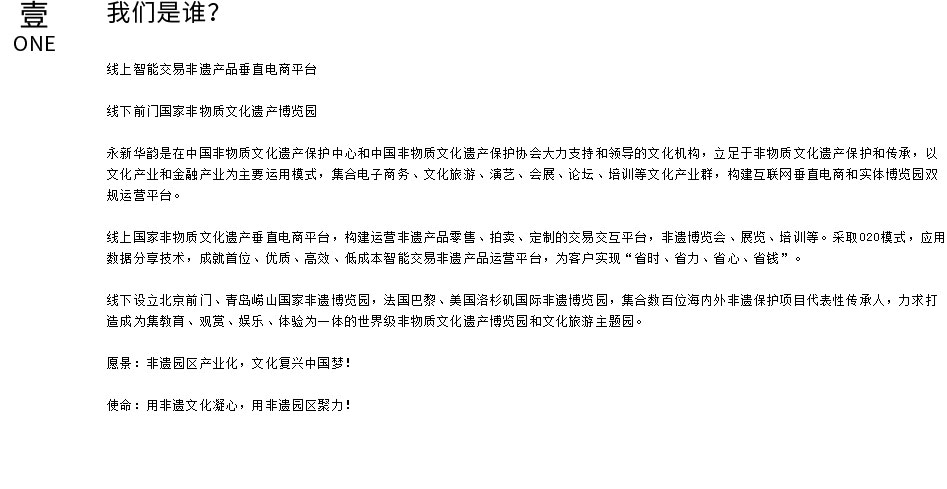 壹
ONE
我们是谁？
线上智能交易非遗产品垂直电商平台
线下前门国家非物质文化遗产博览园
永新华韵是在中国非物质文化遗产保护中心和中国非物质文化遗产保护协会大力支持和领导的文化机构，立足于非物质文化遗产保护和传承，以
文化产业和金融产业为主要运用模式，集合电子商务、文化旅游、演艺、会展、论坛、培训等文化产业群，构建互联网垂直电商和实体博览园双
规运营平台。
线上国家非物质文化遗产垂直电商平台，构建运营非遗产品零售、拍卖、定制的交易交互平台，非遗博览会、展览、培训等。采取O2O模式，应用
数据分享技术，成就首位、优质、高效、低成本智能交易非遗产品运营平台，为客户实现“省时、省力、省心、省钱”。
线下设立北京前门、青岛崂山国家非遗博览园，法国巴黎、美国洛杉矶国际非遗博览园，集合数百位海内外非遗保护项目代表性传承人，力求打
造成为集教育、观赏、娱乐、体验为一体的世界级非物质文化遗产博览园和文化旅游主题园。
愿景：非遗园区产业化，文化复兴中国梦！
使命：用非遗文化凝心，用非遗园区聚力！